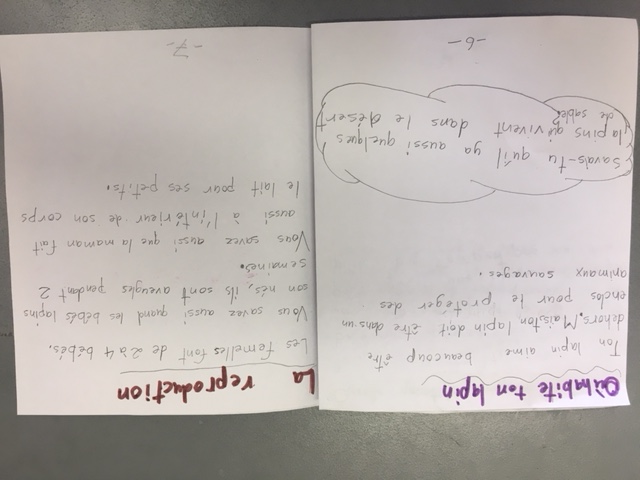 Où habite ton lapin
Ton lapin aime beaucoup être
dehors. Mais, ton lapin doit être dans un
enclos pour le protéger des
animaux sauvages.
Savais-tu qu'il ya aussi quelques
lapins qui vivent dans le désert
de sable.
-6-
La reproduction
Les femelles font de 2 à 4 bébés.
Vous savez aussi quand les bébés lapins
son nés, ils sont aveugles pendant 2
semaines.
Vous savez aussi que la maman fait
aussi à l'intérieur de son corps
le lait pour ses petits.
-7-